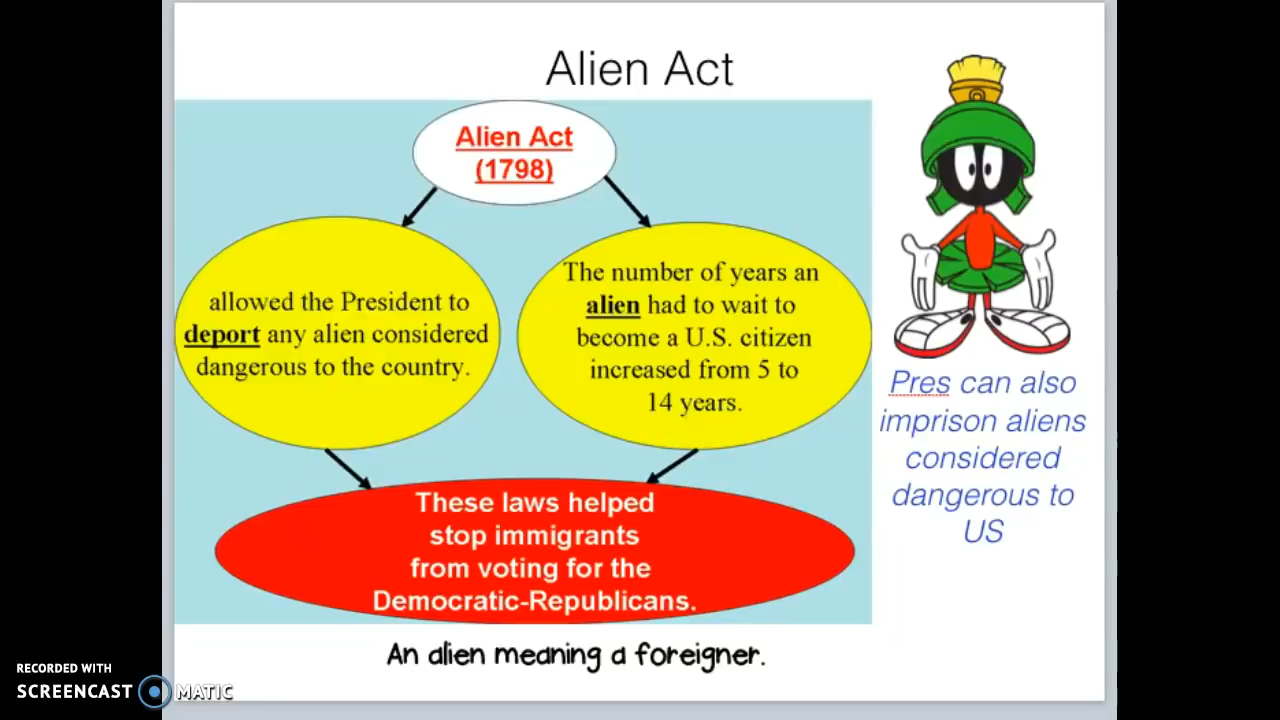 Alien Act
Alien Act
(1798)
allowed the President to
deport any alien considered
dangerous to the country.
The number of years an
alien had to wait to
become a U.S. citizen
increased from 5 to
14 years.
These laws helped
stop immigrants
from voting for the
Democratic-Republicans.
Pres can also
imprison aliens
considered
dangerous to
US
An alien meaning a foreigner.
RECORDED WITH
SCREENCAST MATIC